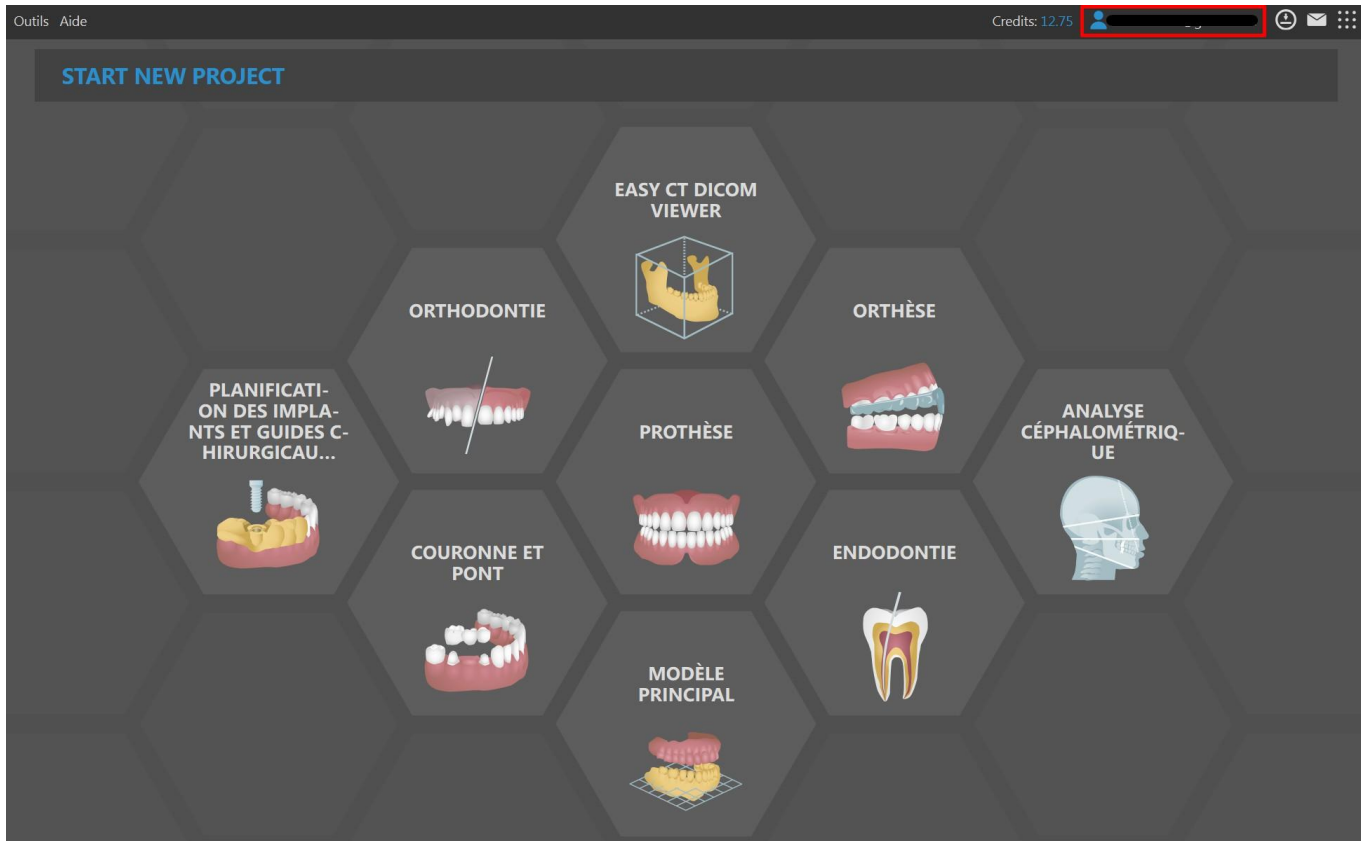 Outils Aide
Credits: 12.75
START NEW PROJECT
EASY CT DICOM
VIEWER
ORTHODONTIE
ORTHÈSE
PLANIFICATI-
ON DES IMPLA-
NTS ET GUIDES C-
HIRURGICAU...
PROTHÈSE
ANALYSE
CÉPHALOMÉTRIQ-
UE
COURONNE ET
PONT
ENDODONTIE
MODÈLE
PRINCIPAL